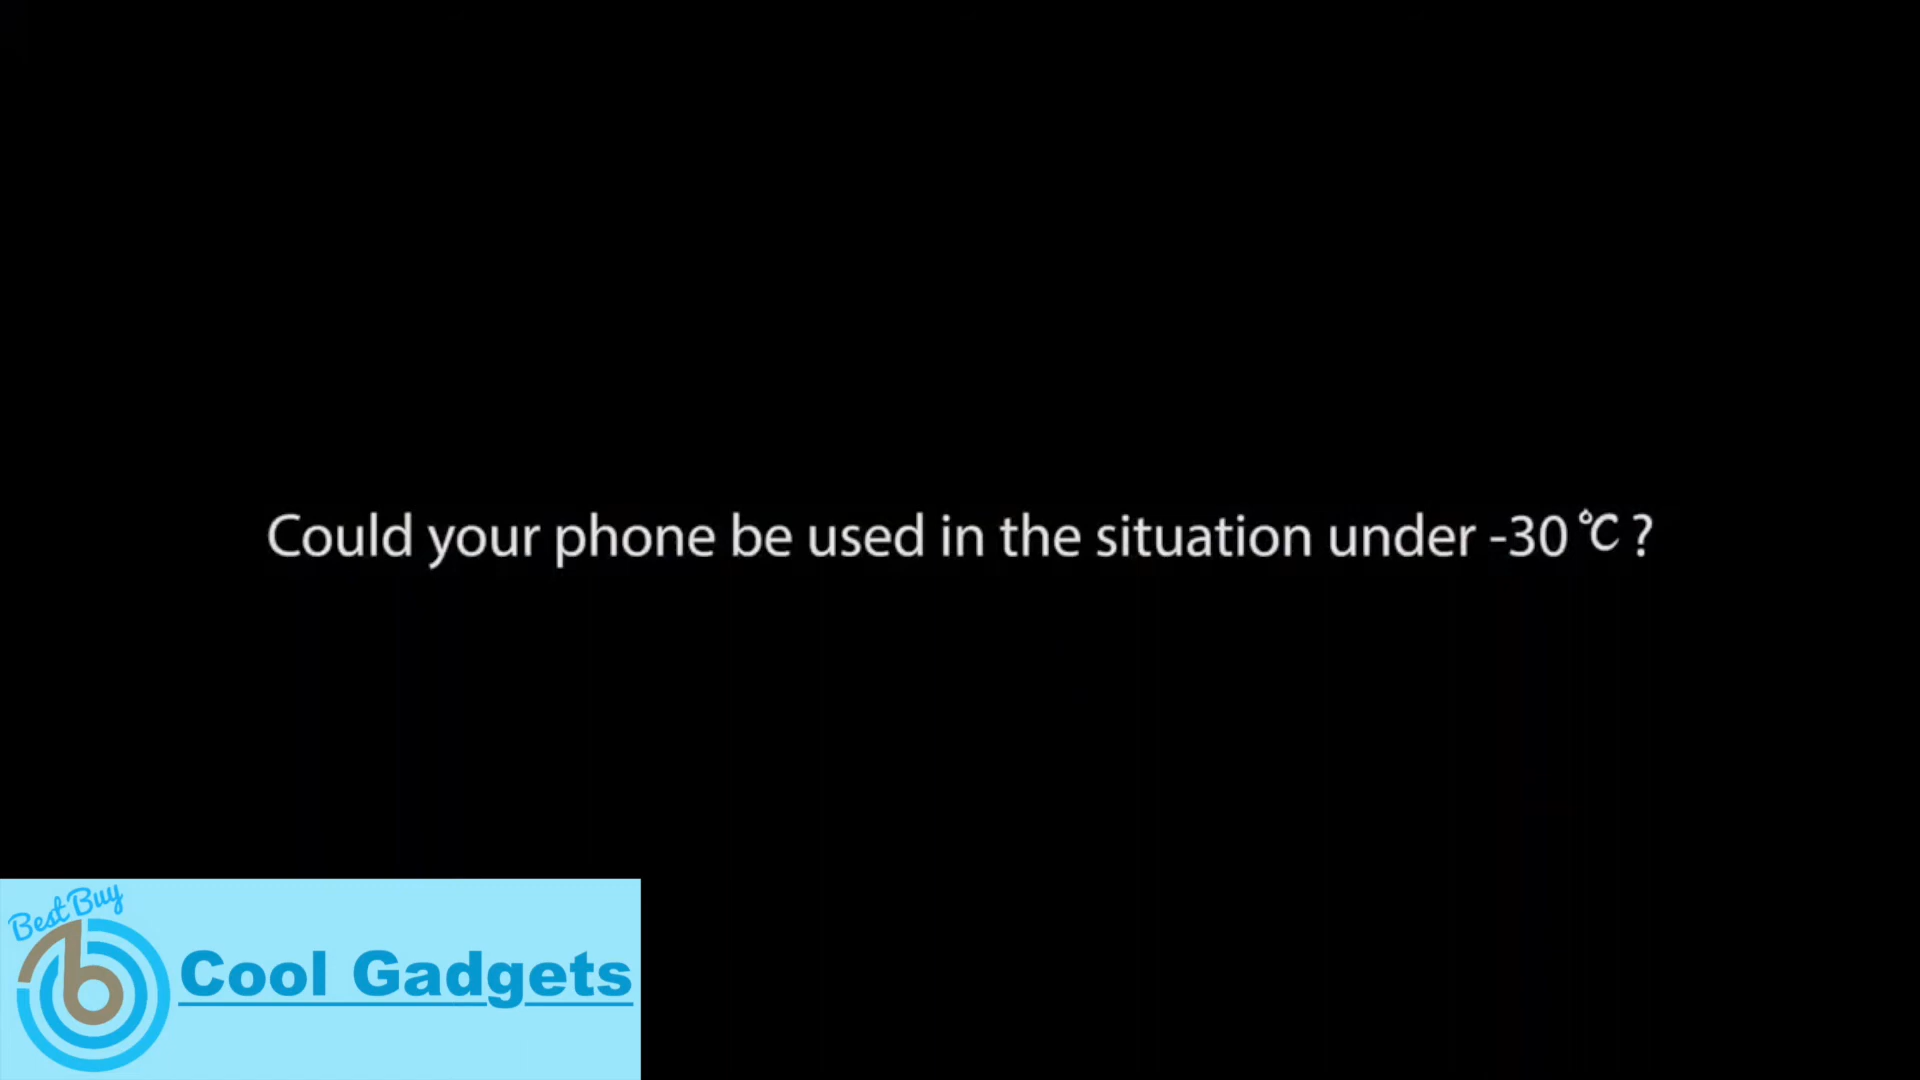 Could your phone be used in the situation under -30℃ ?
Best Buy
b
Cool Gadgets